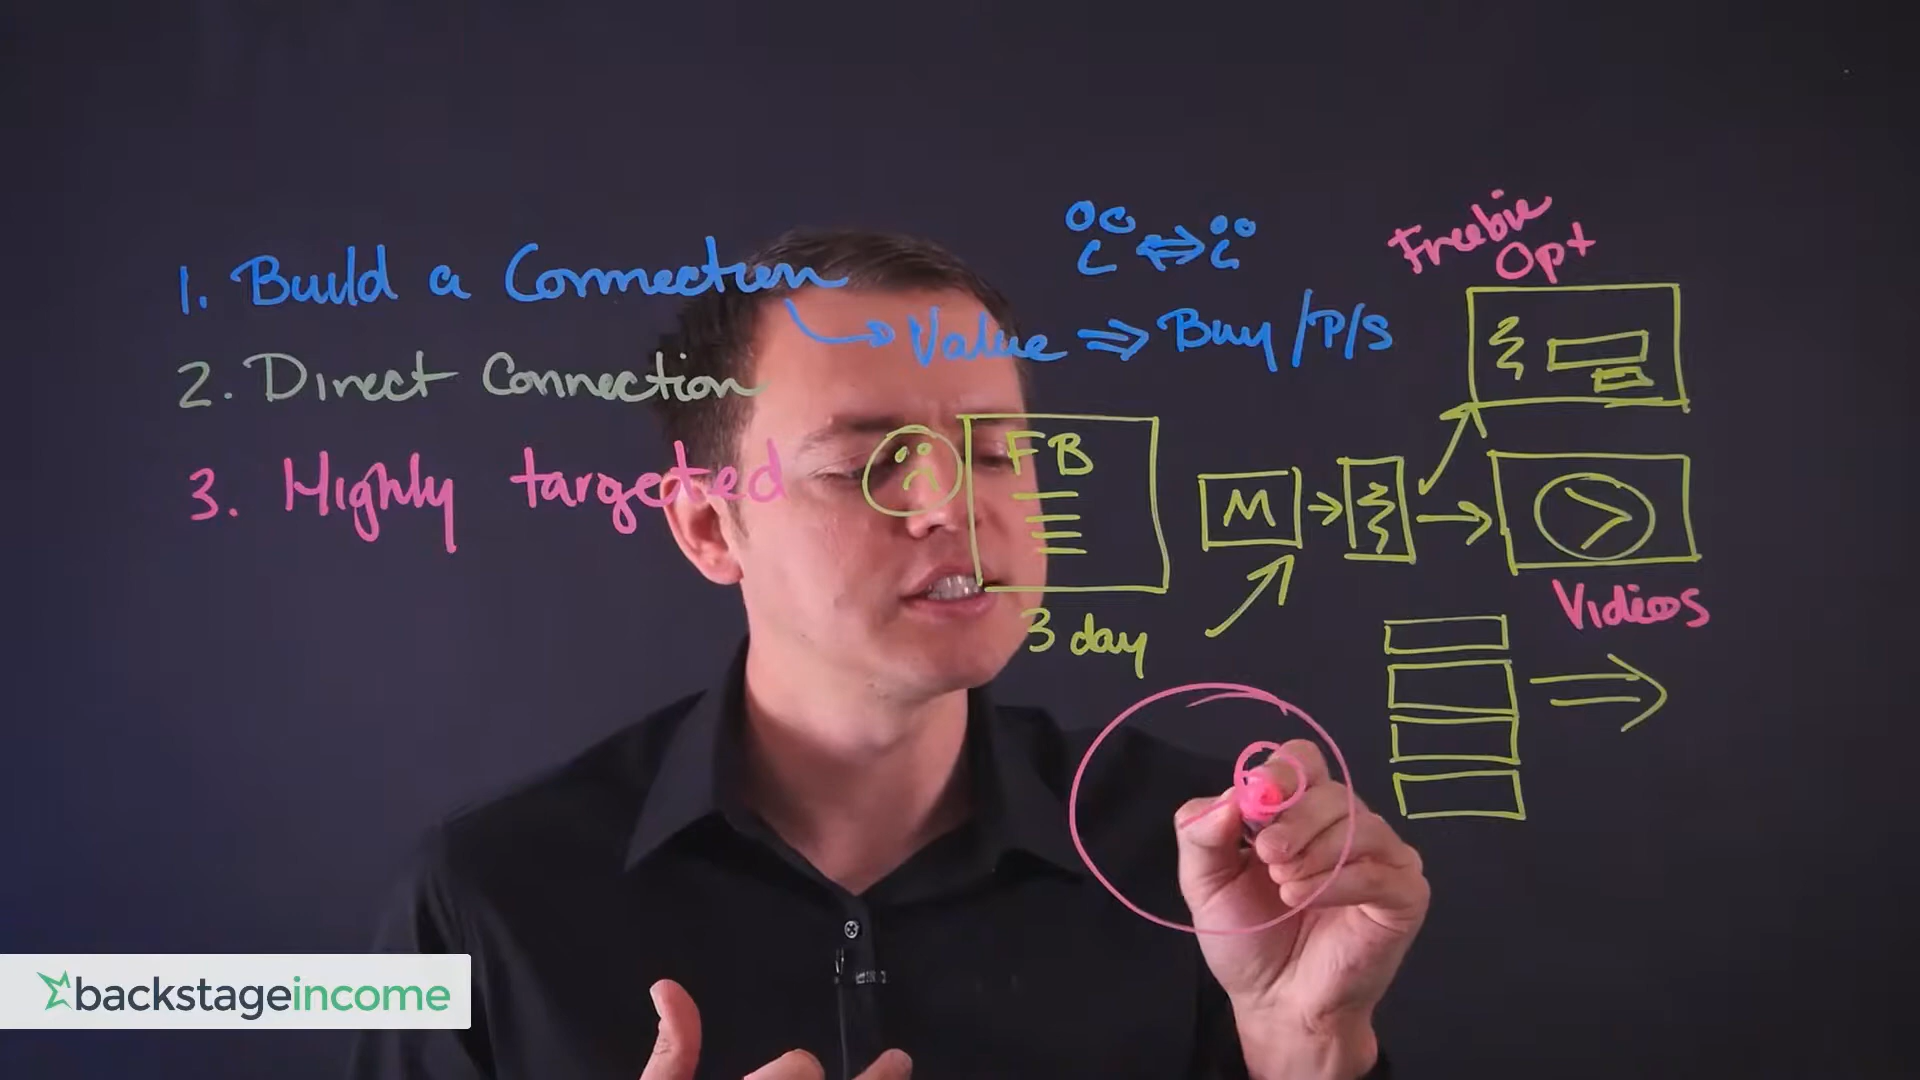 1. Build a Connection
Value ⇒ Buy /P/S
2. Direct Connection
3. Highly targeted
C ⇔ C
Freebie
Opt
FB
3 day
M
Videos
backstageincome